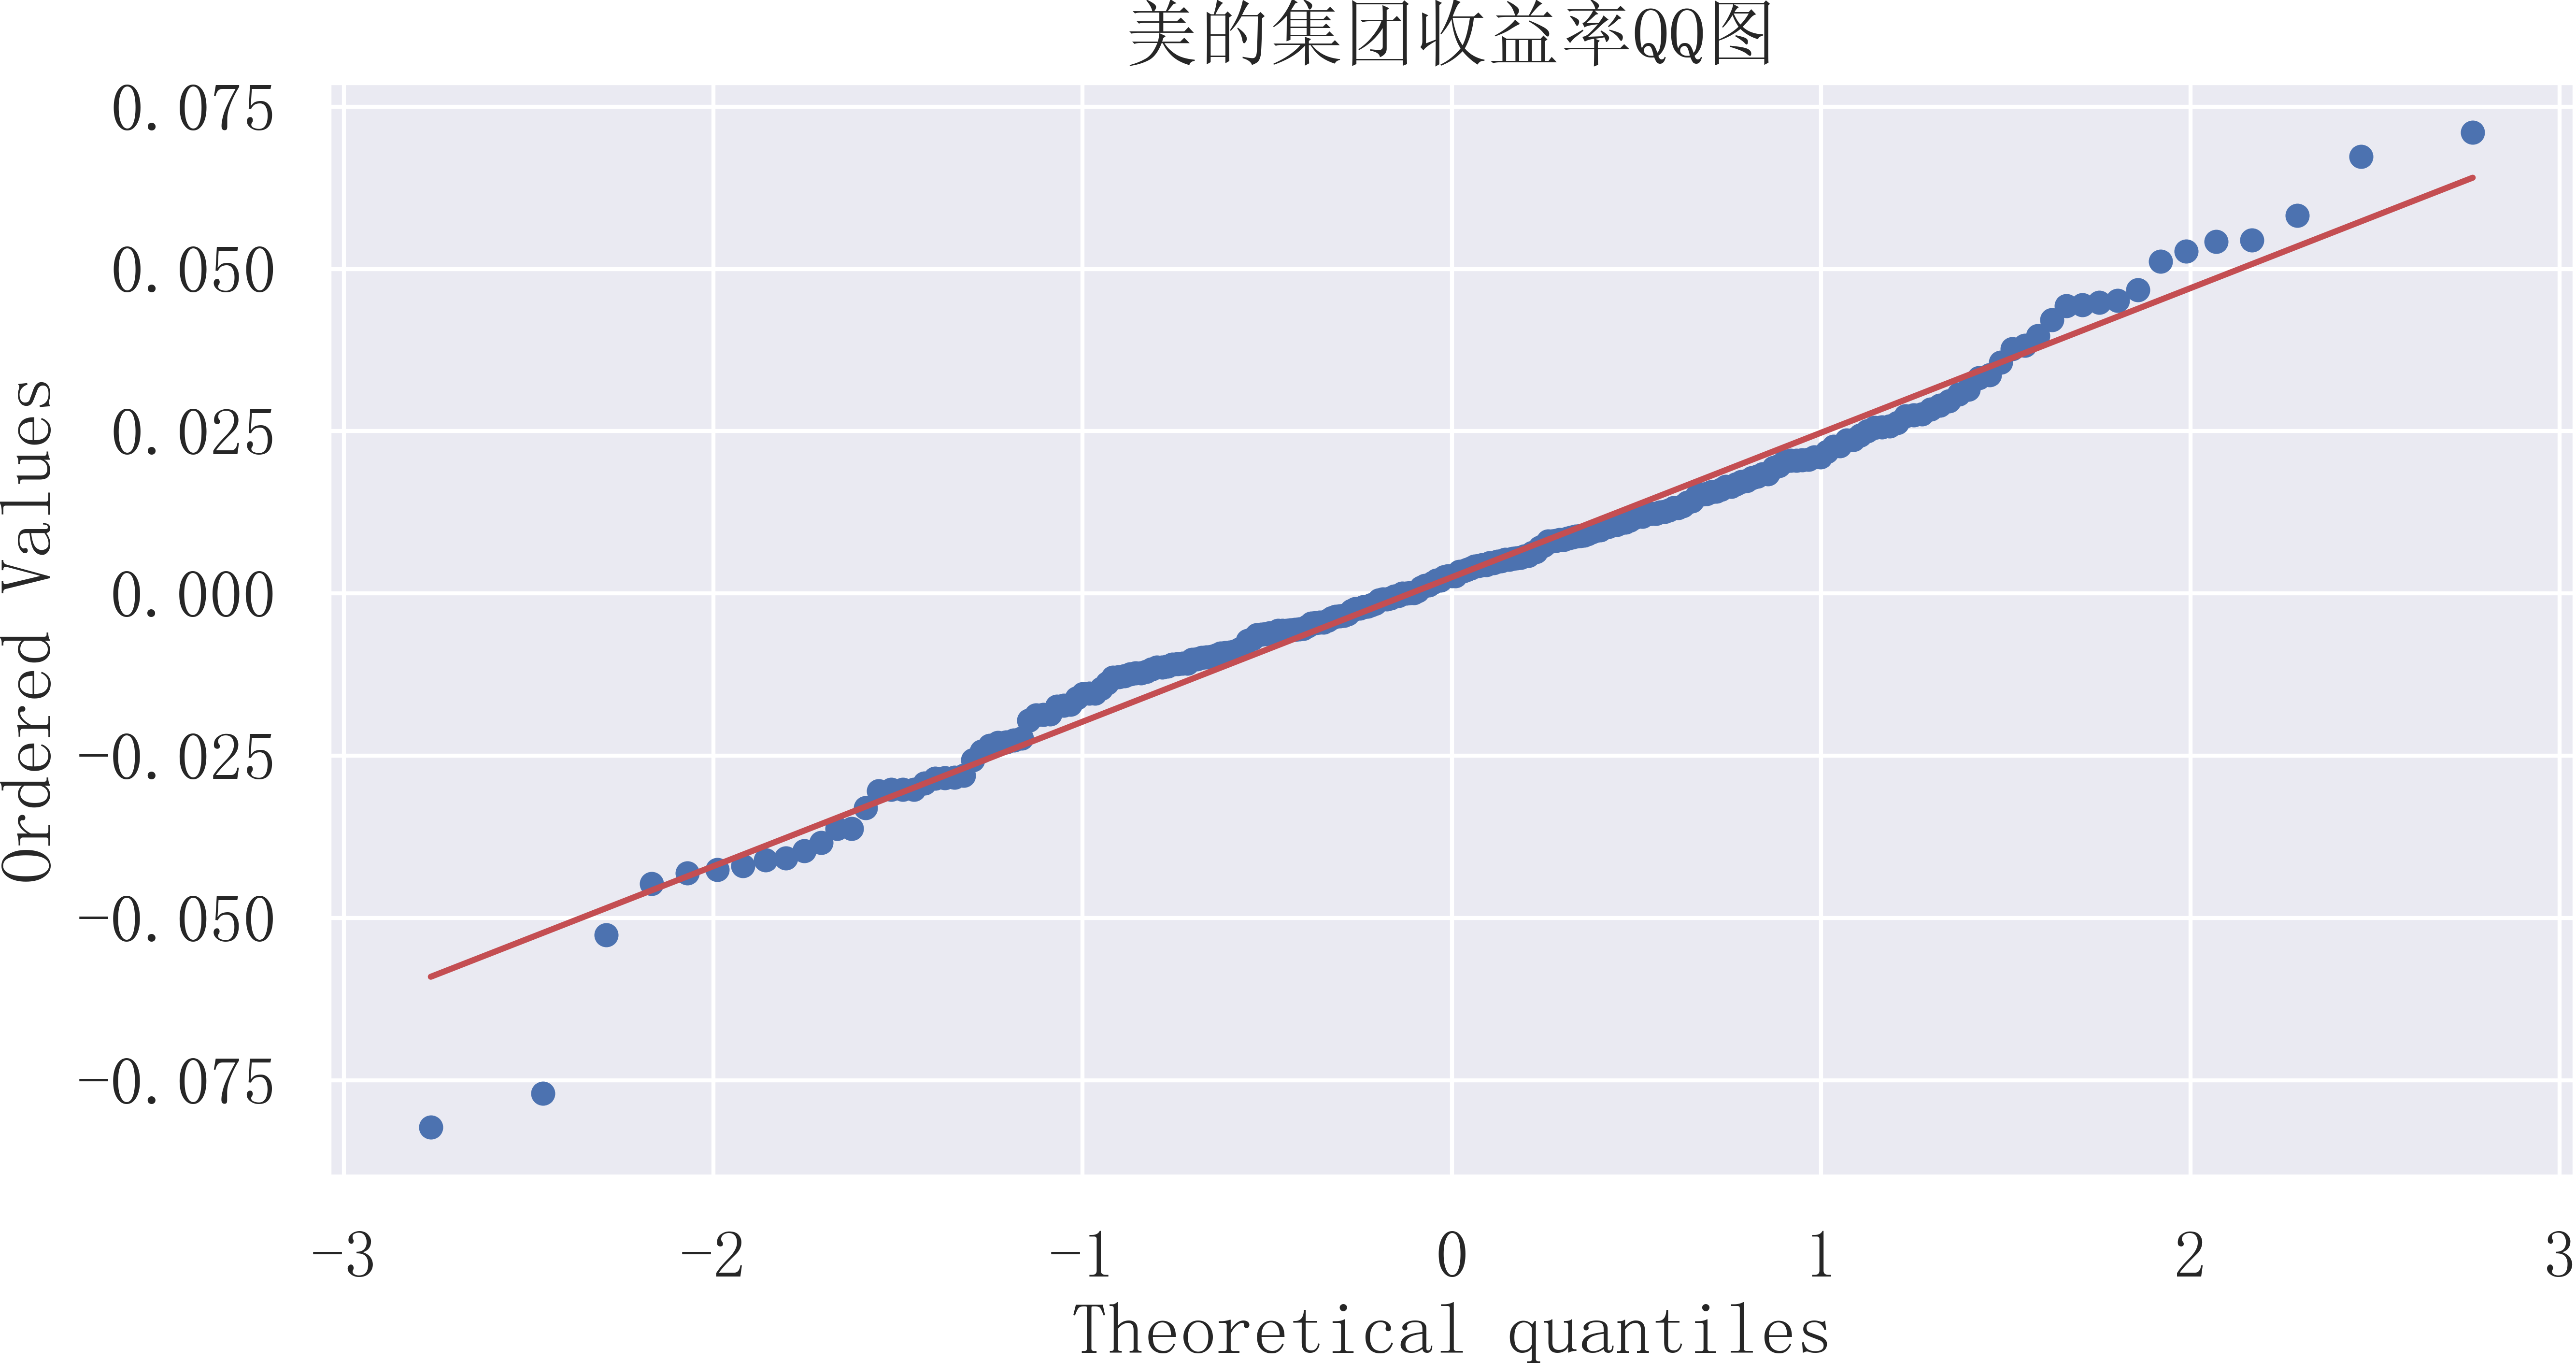 美的集团收益率QQ图
0.075
0.050
0.025
0.000
-0.025
-0.050
-0.075
Ordered Values
-3 -2 -1 0 1 2 3
Theoretical quantiles